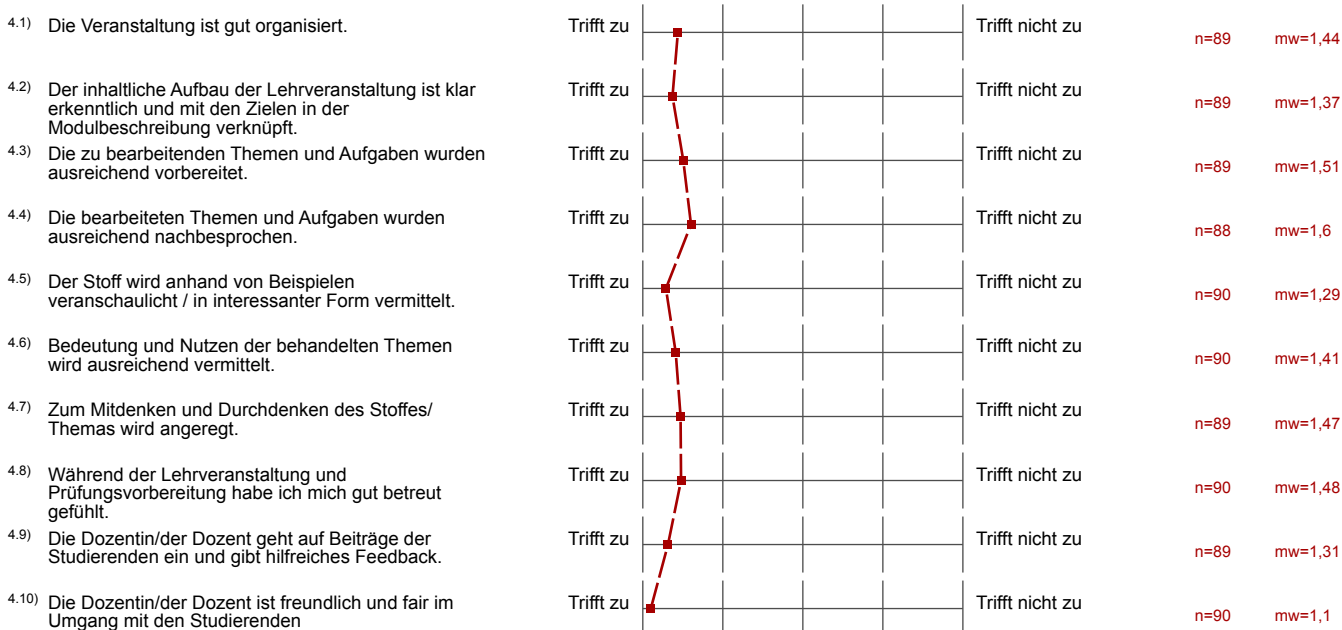 4.1) Die Veranstaltung ist gut organisiert. Trifft zu Trifft nicht zu n=89 mw=1,44
4.2) Der inhaltliche Aufbau der Lehrveranstaltung ist klar
erkenntlich und mit den Zielen in der
Modulbeschreibung verknüpft. Trifft zu Trifft nicht zu n=89 mw=1,37
4.3) Die zu bearbeitenden Themen und Aufgaben wurden
ausreichend vorbereitet. Trifft zu Trifft nicht zu n=89 mw=1,51
4.4) Die bearbeiteten Themen und Aufgaben wurden
ausreichend nachbesprochen. Trifft zu Trifft nicht zu n=88 mw=1,6
4.5) Der Stoff wird anhand von Beispielen
veranschaulicht / in interessanter Form vermittelt. Trifft zu Trifft nicht zu n=90 mw=1,29
4.6) Bedeutung und Nutzen der behandelten Themen
wird ausreichend vermittelt. Trifft zu Trifft nicht zu n=90 mw=1,41
4.7) Zum Mitdenken und Durchdenken des Stoffes/
Themas wird angeregt. Trifft zu Trifft nicht zu n=89 mw=1,47
4.8) Während der Lehrveranstaltung und
Prüfungsvorbereitung habe ich mich gut betreut
gefühlt. Trifft zu Trifft nicht zu n=90 mw=1,48
4.9) Die Dozentin/der Dozent geht auf Beiträge der
Studierenden ein und gibt hilfreiches Feedback. Trifft zu Trifft nicht zu n=89 mw=1,31
4.10) Die Dozentin/der Dozent ist freundlich und fair im
Umgang mit den Studierenden Trifft zu Trifft nicht zu n=90 mw=1,1